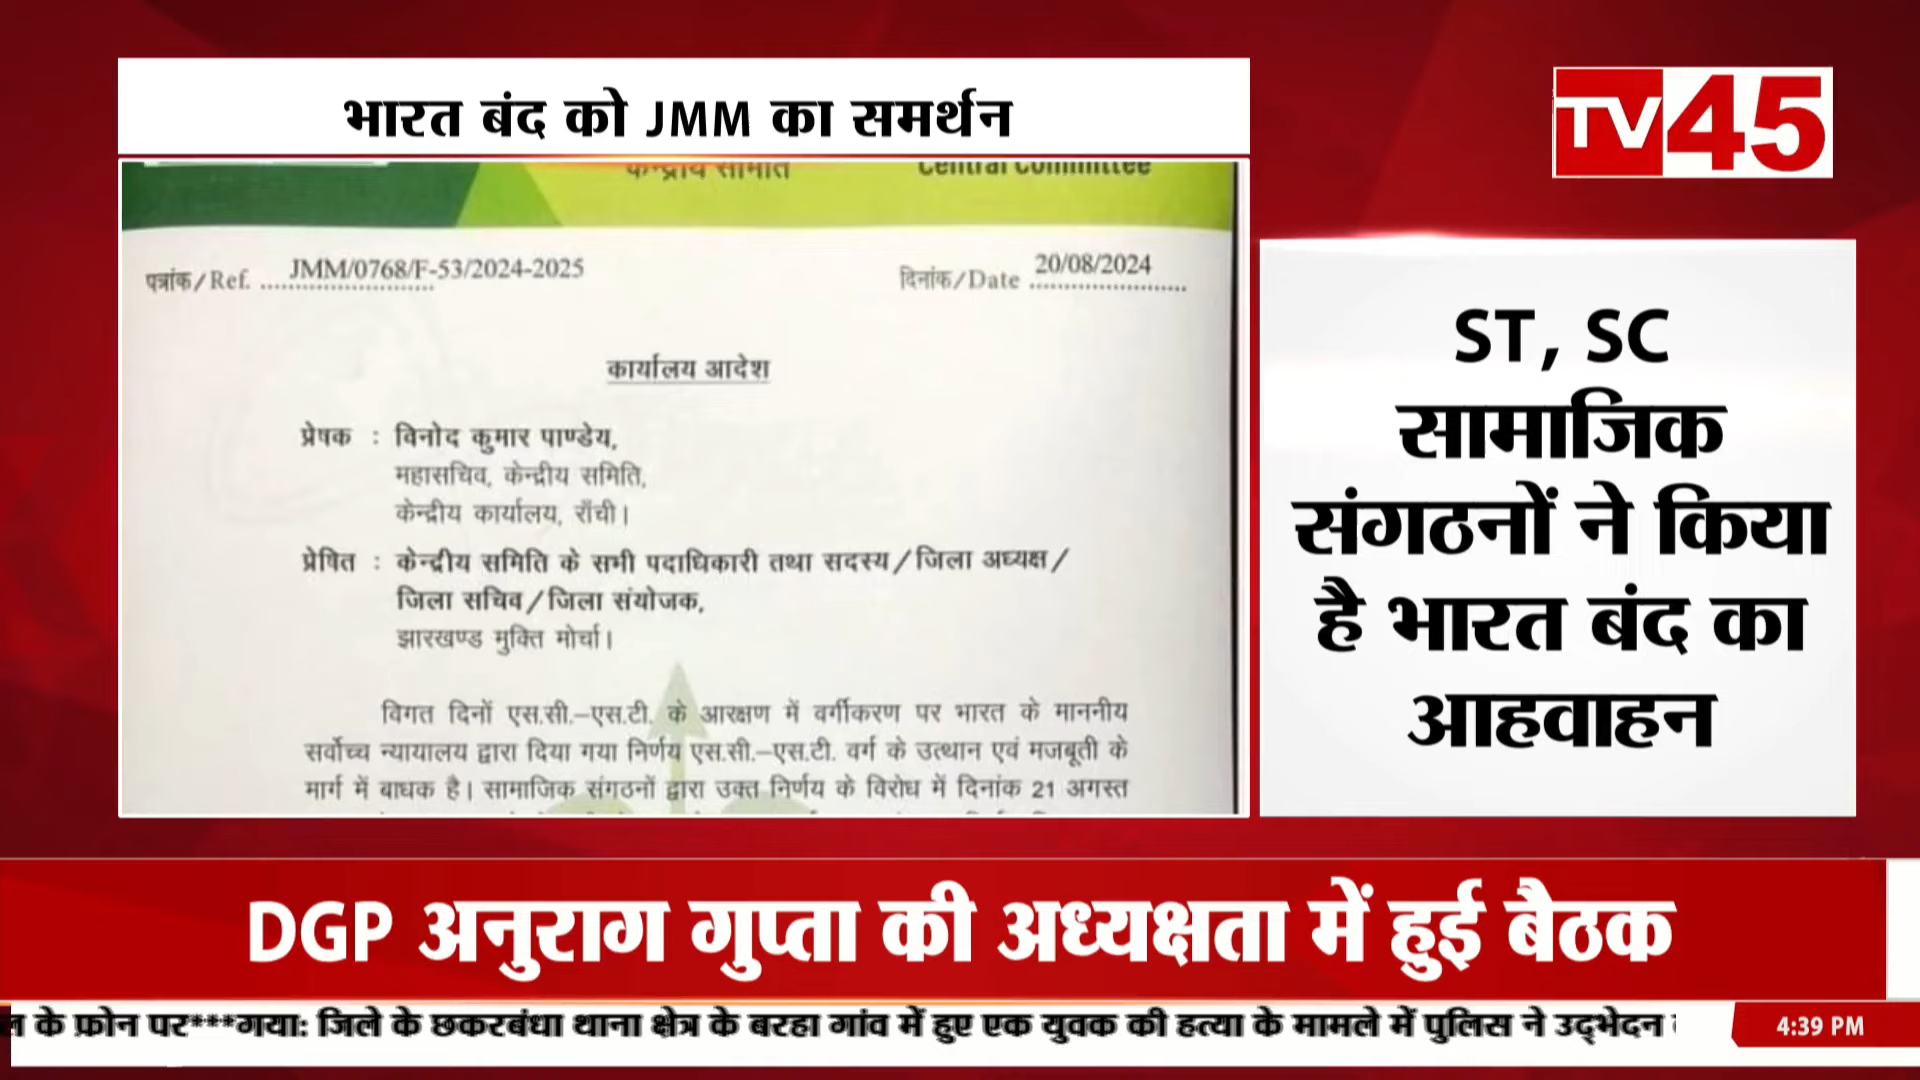 भारत बंद को JMM का समर्थन
TV45
केन्द्रीय समिति Central Committee
पत्रांक/Ref. JMM/0768/F-53/2024-2025 दिनांक/Date 20/08/2024
कार्यालय आदेश
प्रेषक : विनोद कुमार पाण्डेय,
महासचिव, केन्द्रीय समिति,
केन्द्रीय कार्यालय, राँची।
प्रेषित : केन्द्रीय समिति के सभी पदाधिकारी तथा सदस्य/जिला अध्यक्ष/
जिला सचिव/जिला संयोजक,
झारखण्ड मुक्ति मोर्चा।
विगत दिनों एस.सी.–एस.टी. के आरक्षण में वर्गीकरण पर भारत के माननीय
सर्वोच्च न्यायालय द्वारा दिया गया निर्णय एस.सी.–एस.टी. वर्ग के उत्थान एवं मजबूती के
मार्ग में बाधक है। सामाजिक संगठनों द्वारा उक्त निर्णय के विरोध में दिनांक 21 अगस्त
ST, SC
सामाजिक
संगठनों ने किया
है भारत बंद का
आहवाहन
DGP अनुराग गुप्ता की अध्यक्षता में हुई बैठक
के फ़ोन पर***गया: जिले के छकरबंधा थाना क्षेत्र के बरहा गांव में हुए एक युवक की हत्या के मामले में पुलिस ने उद्भेदन
4:39 PM